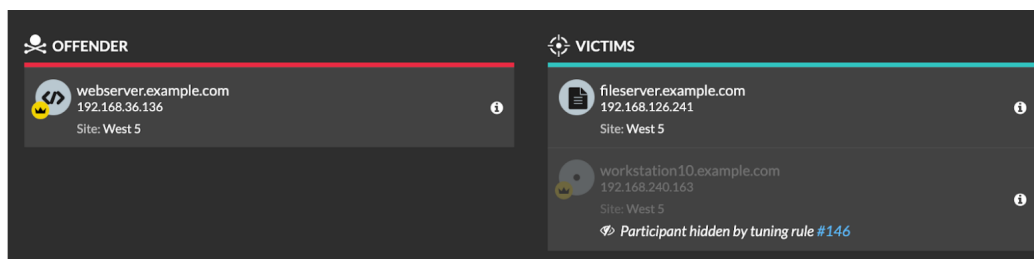 OFFENDER
webserver.example.com
192.168.36.136
Site: West 5
VICTIMS
fileserver.example.com
192.168.126.241
Site: West 5
workstation10.example.com
192.168.240.163
Site: West 5
Participant hidden by tuning rule #146